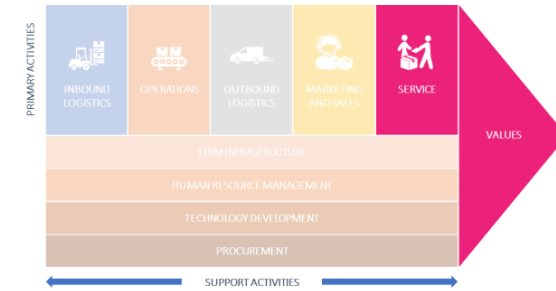 PRIMARY ACTIVITIES
INBOUND
LOGISTICS
OPERATIONS
OUTBOUND
LOGISTICS
MARKETING
AND SALES
SERVICE
VALUES
FIRM INFRASTRUCTURE
HUMAN RESOURCE MANAGEMENT
TECHNOLOGY DEVELOPMENT
PROCUREMENT
SUPPORT ACTIVITIES